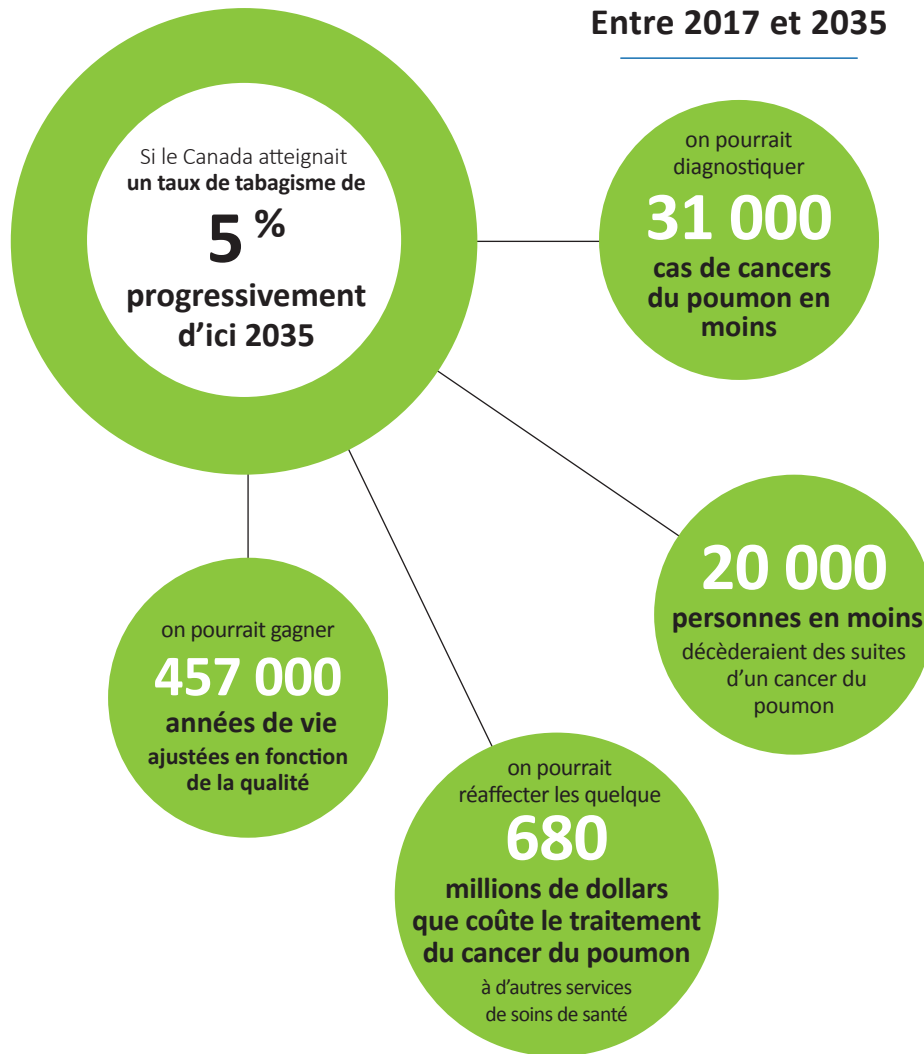 Entre 2017 et 2035
Si le Canada atteignait
un taux de tabagisme de
5 %
progressivement
d’ici 2035
on pourrait
diagnostiquer
31 000
cas de cancers
du poumon en
moins
20 000
personnes en moins
décèderaient des suites
d’un cancer du
poumon
on pourrait gagner
457 000
années de vie
ajustées en fonction
de la qualité
on pourrait
réaffecter les quelque
680
millions de dollars
que coûte le traitement
du cancer du poumon
à d’autres services
de soins de santé